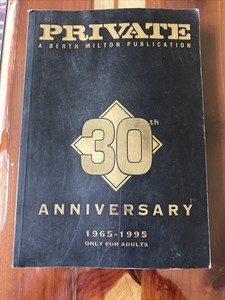 PRIVATE
A BERTH MILTON PUBLICATION
30th
ANNIVERSARY
1965-1995
ONLY FOR ADULTS